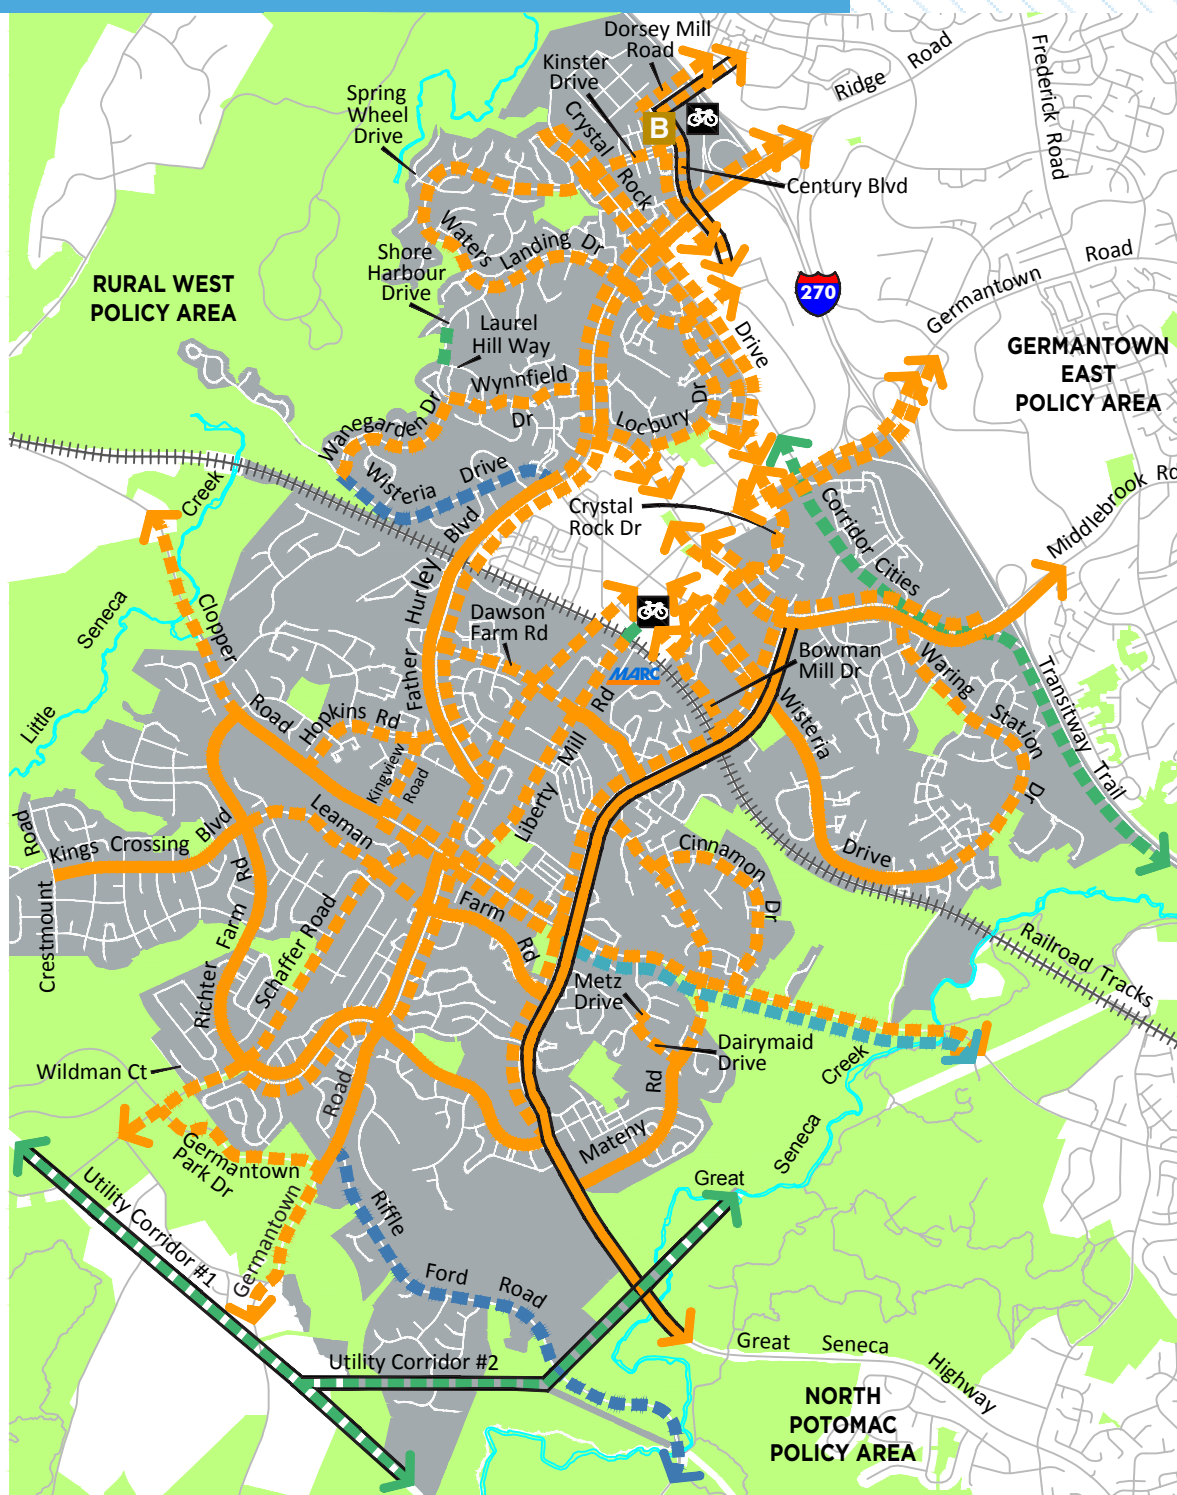 Dorsey Mill
Road
Kinster
Drive
Ridge Road
Frederick Road
Spring
Wheel
Drive
Crystal
Rock
B
Century Blvd
Waters
Landing Dr
Shore
Harbour
Drive
RURAL WEST
POLICY AREA
270
Germantown
Road
Laurel
Hill Way
Drive
GERMANTOWN
EAST
POLICY AREA
Wynnfield
Dr
Dr
Locbury
Wanegarden Dr
Wisteria
Drive
Middlebrook Rd
Creek
Crystal
Rock Dr
Corridor Cities
Blvd
Hurley
Father
Seneca
Little
Clopper
Dawson
Farm Rd
MARC
Bowman
Mill Dr
Waring
Station
Dr
Transitway
Trail
Road
Hopkins Rd
Rd
Mill
Liberty
Wisteria
Drive
Kingview
Road
Leaman
Road
Kings Crossing Blvd
Cinnamon
Dr
Crestmount
Rd
Farm
Richter
Schaffer Road
Farm
Rd
Railroad Tracks
Metz
Drive
Dairymaid
Drive
Wildman Ct
Creek
Seneca
Great
Rd
Mateny
Road
Germantown
Park Dr
Germantown
Riffle
Ford
Road
Utility Corridor #1
Utility Corridor #2
Great Seneca
Highway
NORTH
POTOMAC
POLICY AREA